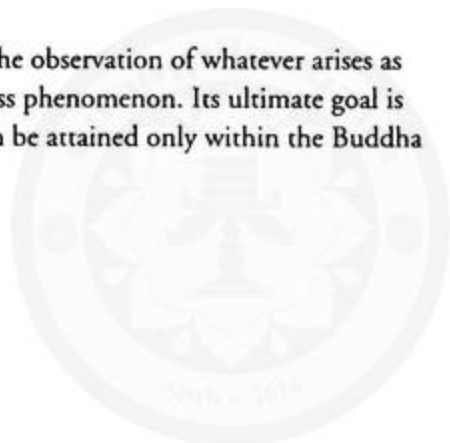 he observation of whatever arises as
ss phenomenon. Its ultimate goal is
n be attained only within the Buddha